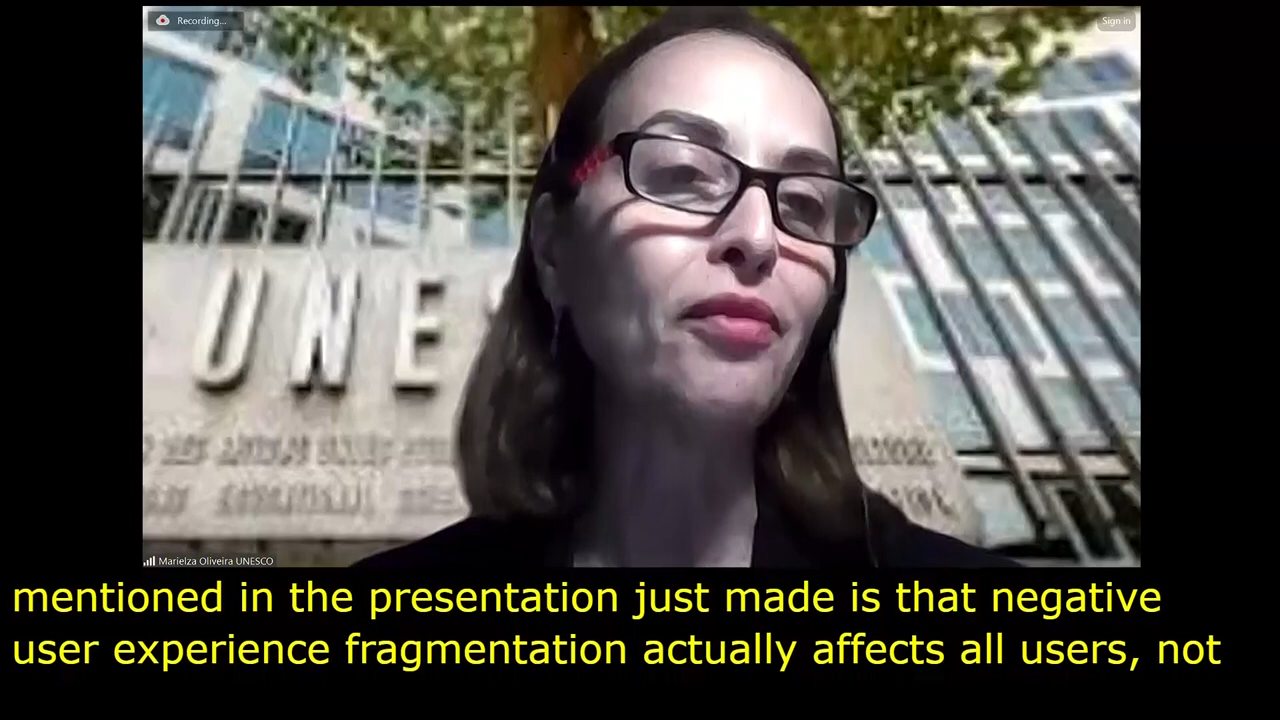 Recording...
Sign in
UNE
Marielza Oliveira UNESCO
mentioned in the presentation just made is that negative
user experience fragmentation actually affects all users, not